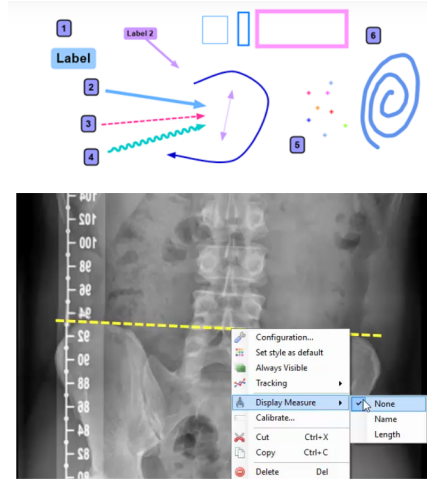 1
Label 2
6
Label
2
3
4
5
104
102
100
98
96
94
92
90
88
86
84
82
80
Configuration...
Set style as default
Always Visible
Tracking
Display Measure
None
Calibrate...
Name
Cut Ctrl+X
Length
Copy Ctrl+C
Delete Del